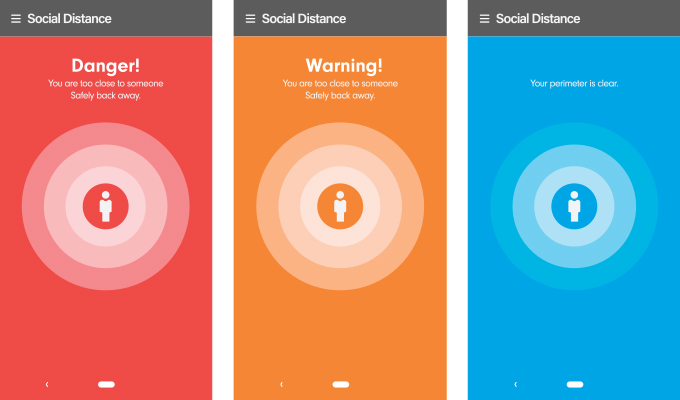 Social Distance
Danger!
You are too close to someone
Safely back away.
Social Distance
Warning!
You are too close to someone
Safely back away.
Social Distance
Your perimeter is clear.